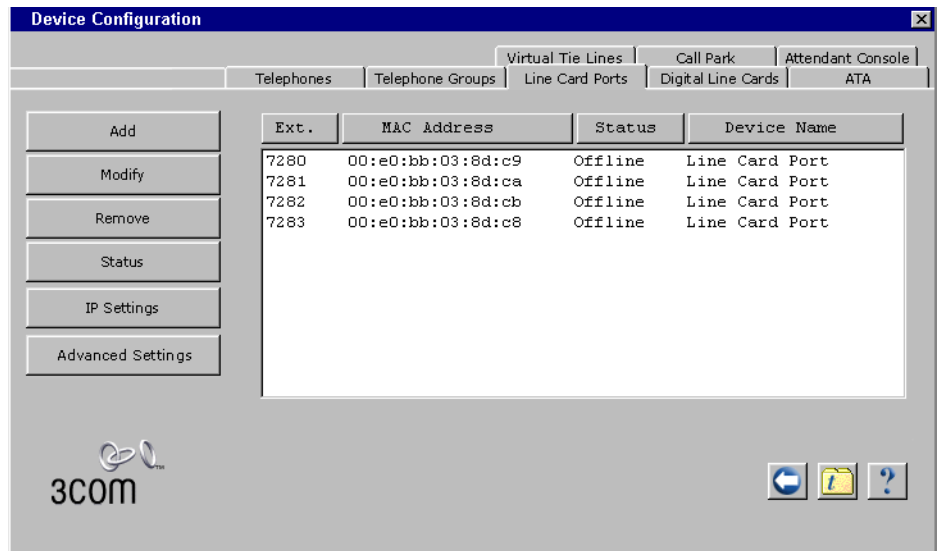 Device Configuration
Virtual Tie Lines Call Park Attendant Console
Telephones Telephone Groups Line Card Ports Digital Line Cards ATA
Add
Modify
Remove
Status
IP Settings
Advanced Settings
Ext. MAC Address Status Device Name
7280 00:e0:bb:03:8d:c9 Offline Line Card Port
7281 00:e0:bb:03:8d:ca Offline Line Card Port
7282 00:e0:bb:03:8d:cb Offline Line Card Port
7283 00:e0:bb:03:8d:c8 Offline Line Card Port
TM
3COM
t ?